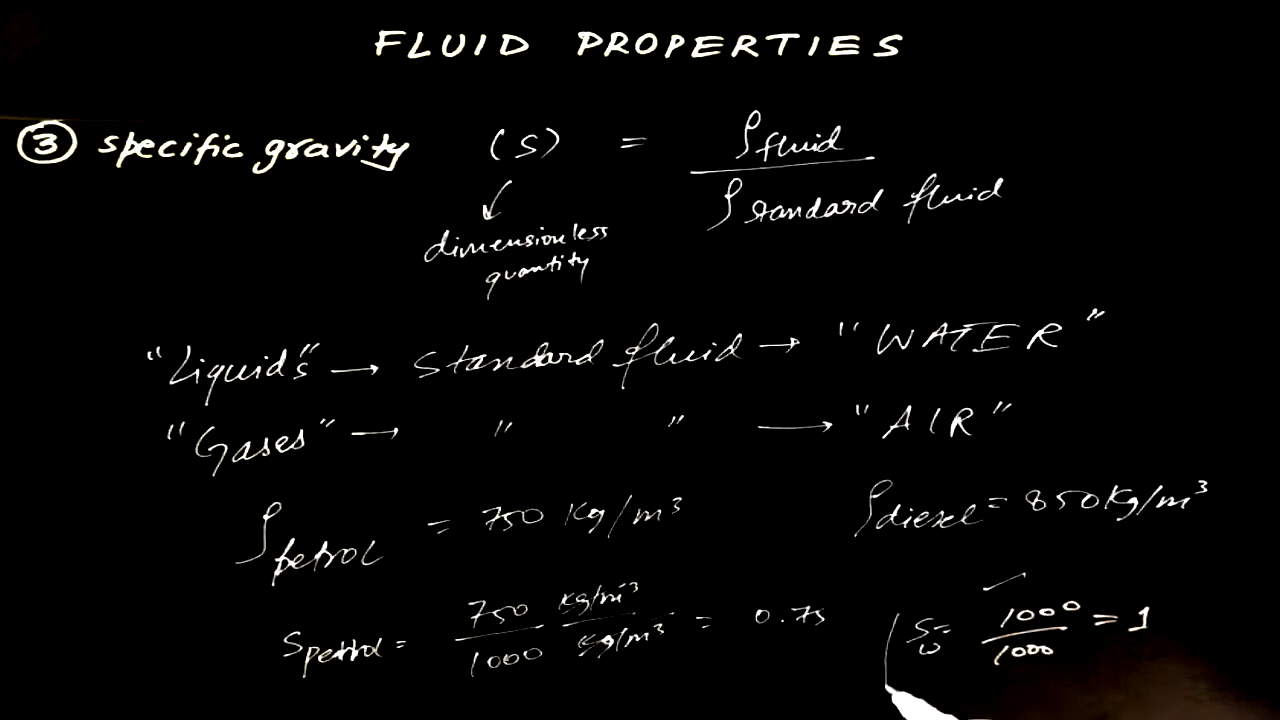 FLUID PROPERTIES
③ specific gravity (S) = ρfluid / ρstandard fluid
dimensionless
quantity
"Liquid's" → standard fluid → "WATER"
"Gases" → " " → "AIR"
ρpetrol = 750 kg/m³ ρdiesel = 850 kg/m³
Spetrol = 750 kg/m³ / 1000 kg/m³ = 0.75 Sw = 1000 / 1000 = 1